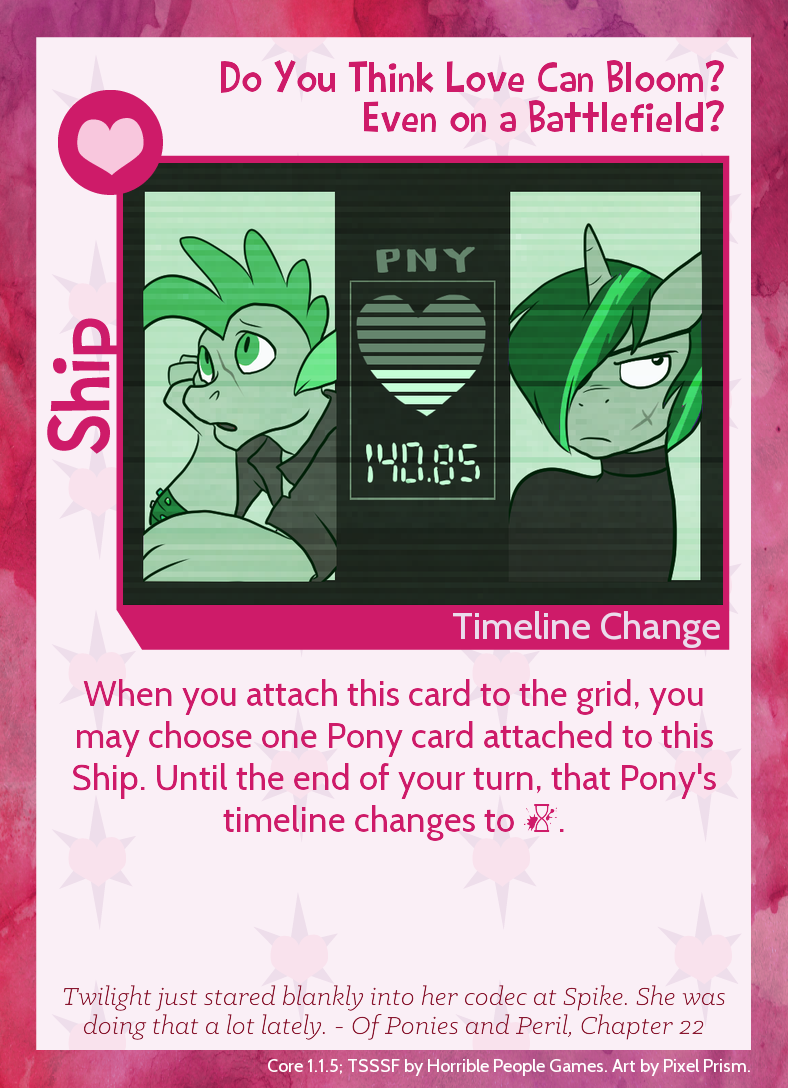 Do You Think Love Can Bloom?
Even on a Battlefield?
Ship
PNY
140.85
Timeline Change
When you attach this card to the grid, you
may choose one Pony card attached to this
Ship. Until the end of your turn, that Pony's
timeline changes to .
Twilight just stared blankly into her codec at Spike. She was
doing that a lot lately. - Of Ponies and Peril, Chapter 22
Core 1.1.5; TSSSF by Horrible People Games. Art by Pixel Prism.